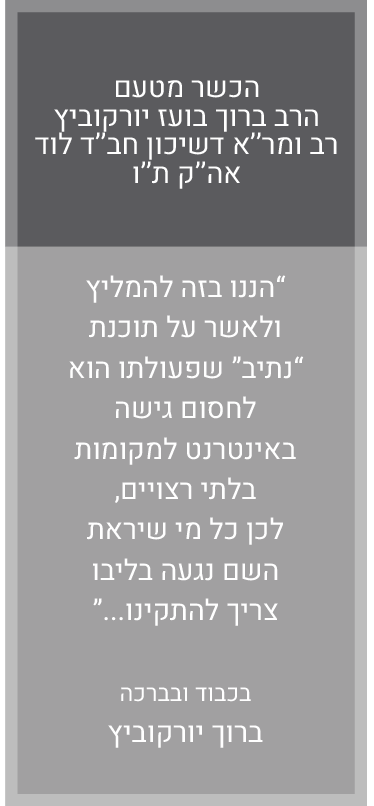 הכשר מטעם
הרב ברוך בועז יורקוביץ
רב ומר״א דשיכון חב״ד לוד
אה״ק ת״ו
“הננו בזה להמליץ
ולאשר על תוכנת
“נתיב” שפעולתו הוא
לחסום גישה
באינטרנט למקומות
בלתי רצויים,
לכן כל מי שיראת
השם נגעה בליבו
צריך להתקינו...”
בכבוד ובברכה
ברוך יורקוביץ